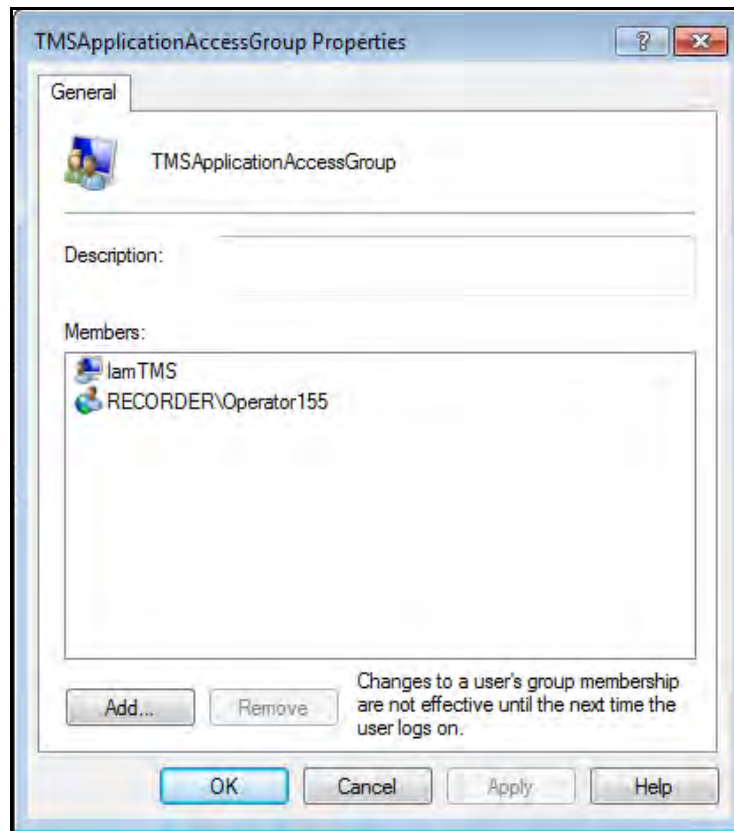 TMSApplicationAccessGroup Properties
General
TMSApplicationAccessGroup
Description:
Members:
IamTMS
RECORDER\Operator155
Add...
Remove
Changes to a user's group membership
are not effective until the next time the
user logs on.
OK
Cancel
Apply
Help